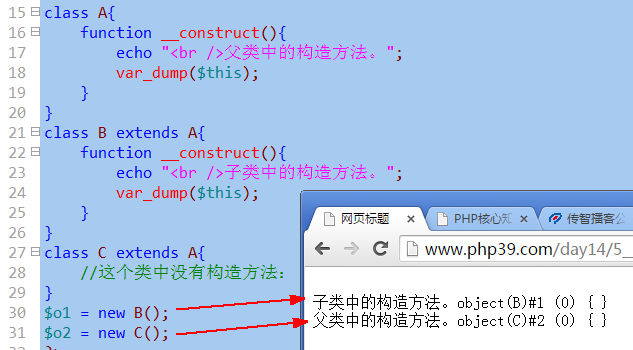 15 class A{
16 function __construct(){
17 echo "<br />父类中的构造方法。";
18 var_dump($this);
19 }
20 }
21 class B extends A{
22 function __construct(){
23 echo "<br />子类中的构造方法。";
24 var_dump($this);
25 }
26 }
27 class C extends A{
28 //这个类中没有构造方法:
29 }
30 $o1 = new B();
31 $o2 = new C();
网页标题 × PHP核心知 × 传智播客公
www.php39.com/day14/5_
子类中的构造方法。object(B)#1 (0) { }
父类中的构造方法。object(C)#2 (0) { }